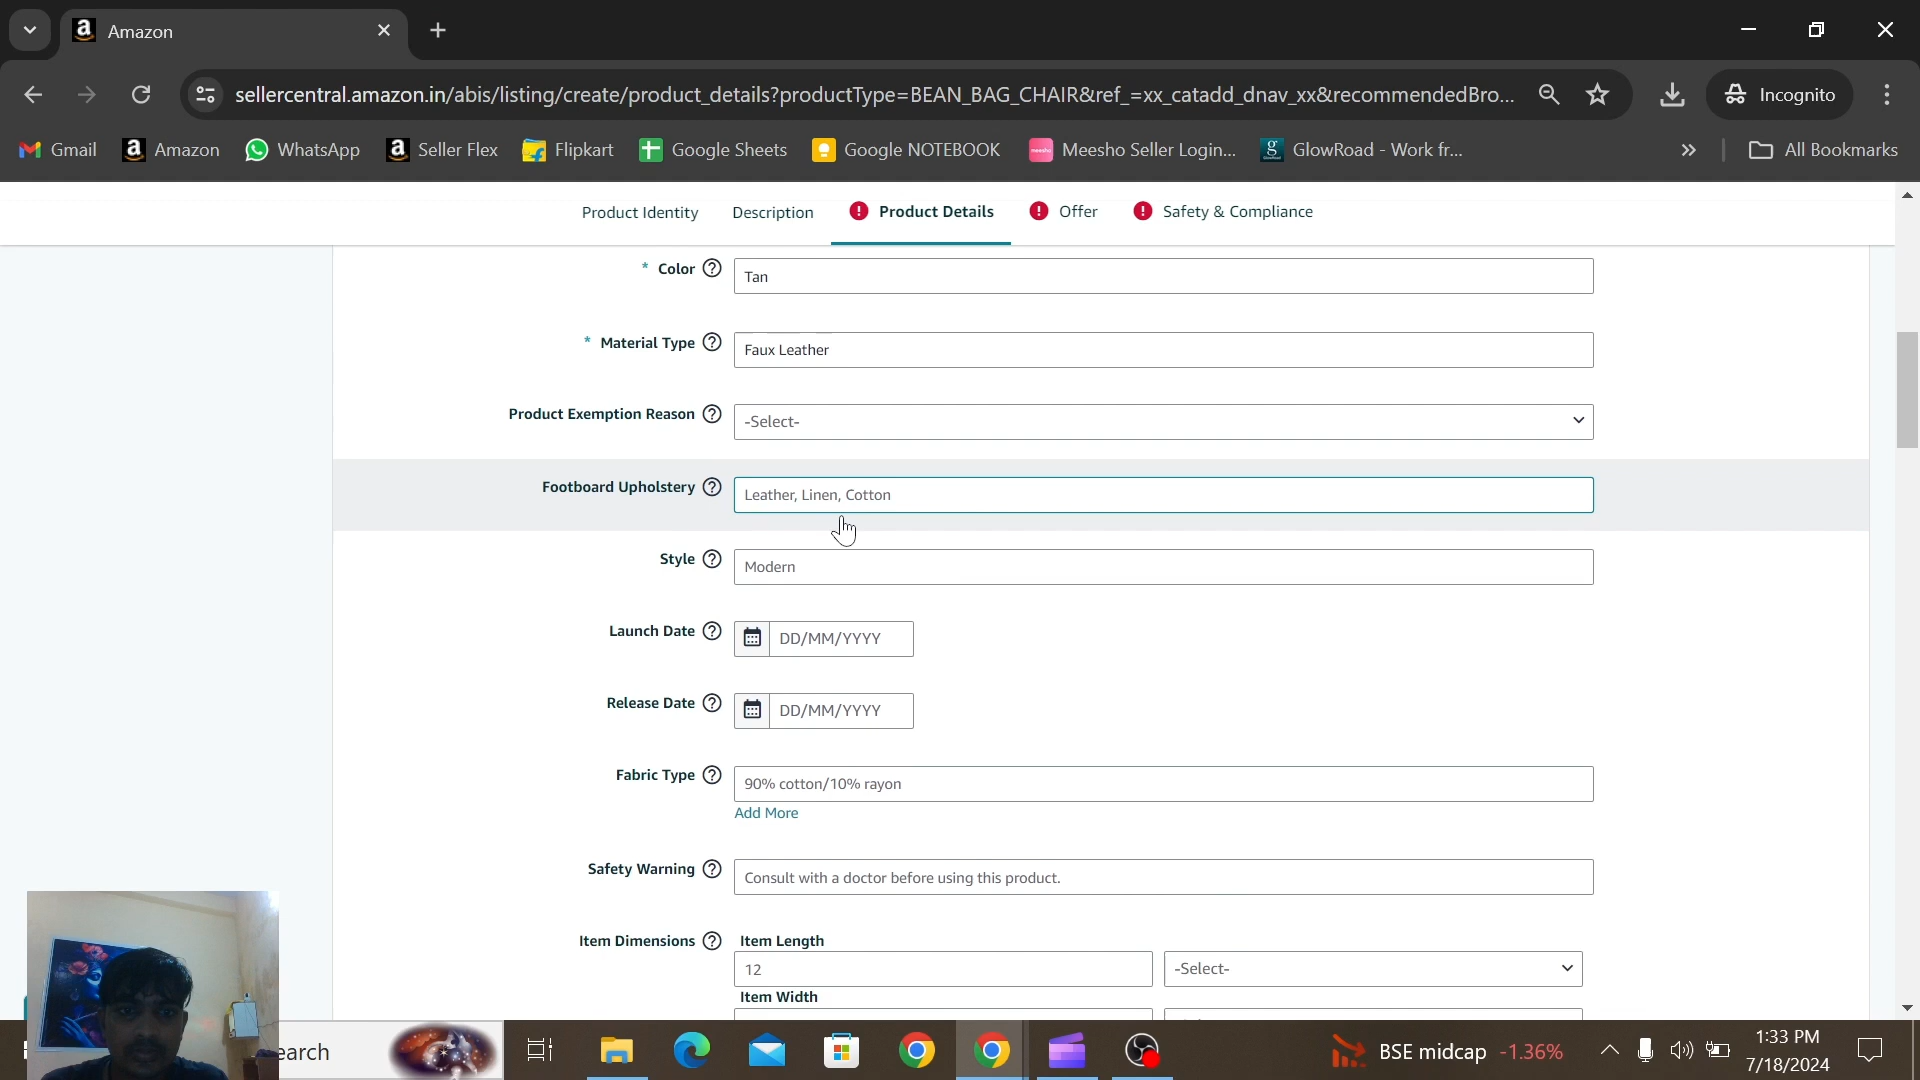 Amazon
sellercentral.amazon.in/abis/listing/create/product_details?productType=BEAN_BAG_CHAIR&ref_=xx_catadd_dnav_xx&recommendedBro...
Incognito
Gmail
Amazon
WhatsApp
Seller Flex
Flipkart
Google Sheets
Google NOTEBOOK
Meesho Seller Login...
GlowRoad - Work fr...
»
All Bookmarks
Product Identity
Description
Product Details
Offer
Safety & Compliance
* Color
Tan
* Material Type
Faux Leather
Product Exemption Reason
-Select-
Footboard Upholstery
Leather, Linen, Cotton
Style
Modern
Launch Date
DD/MM/YYYY
Release Date
DD/MM/YYYY
Fabric Type
90% cotton/10% rayon
Add More
Safety Warning
Consult with a doctor before using this product.
Item Dimensions
Item Length
12
-Select-
Item Width
earch
BSE midcap -1.36%
1:33 PM
7/18/2024